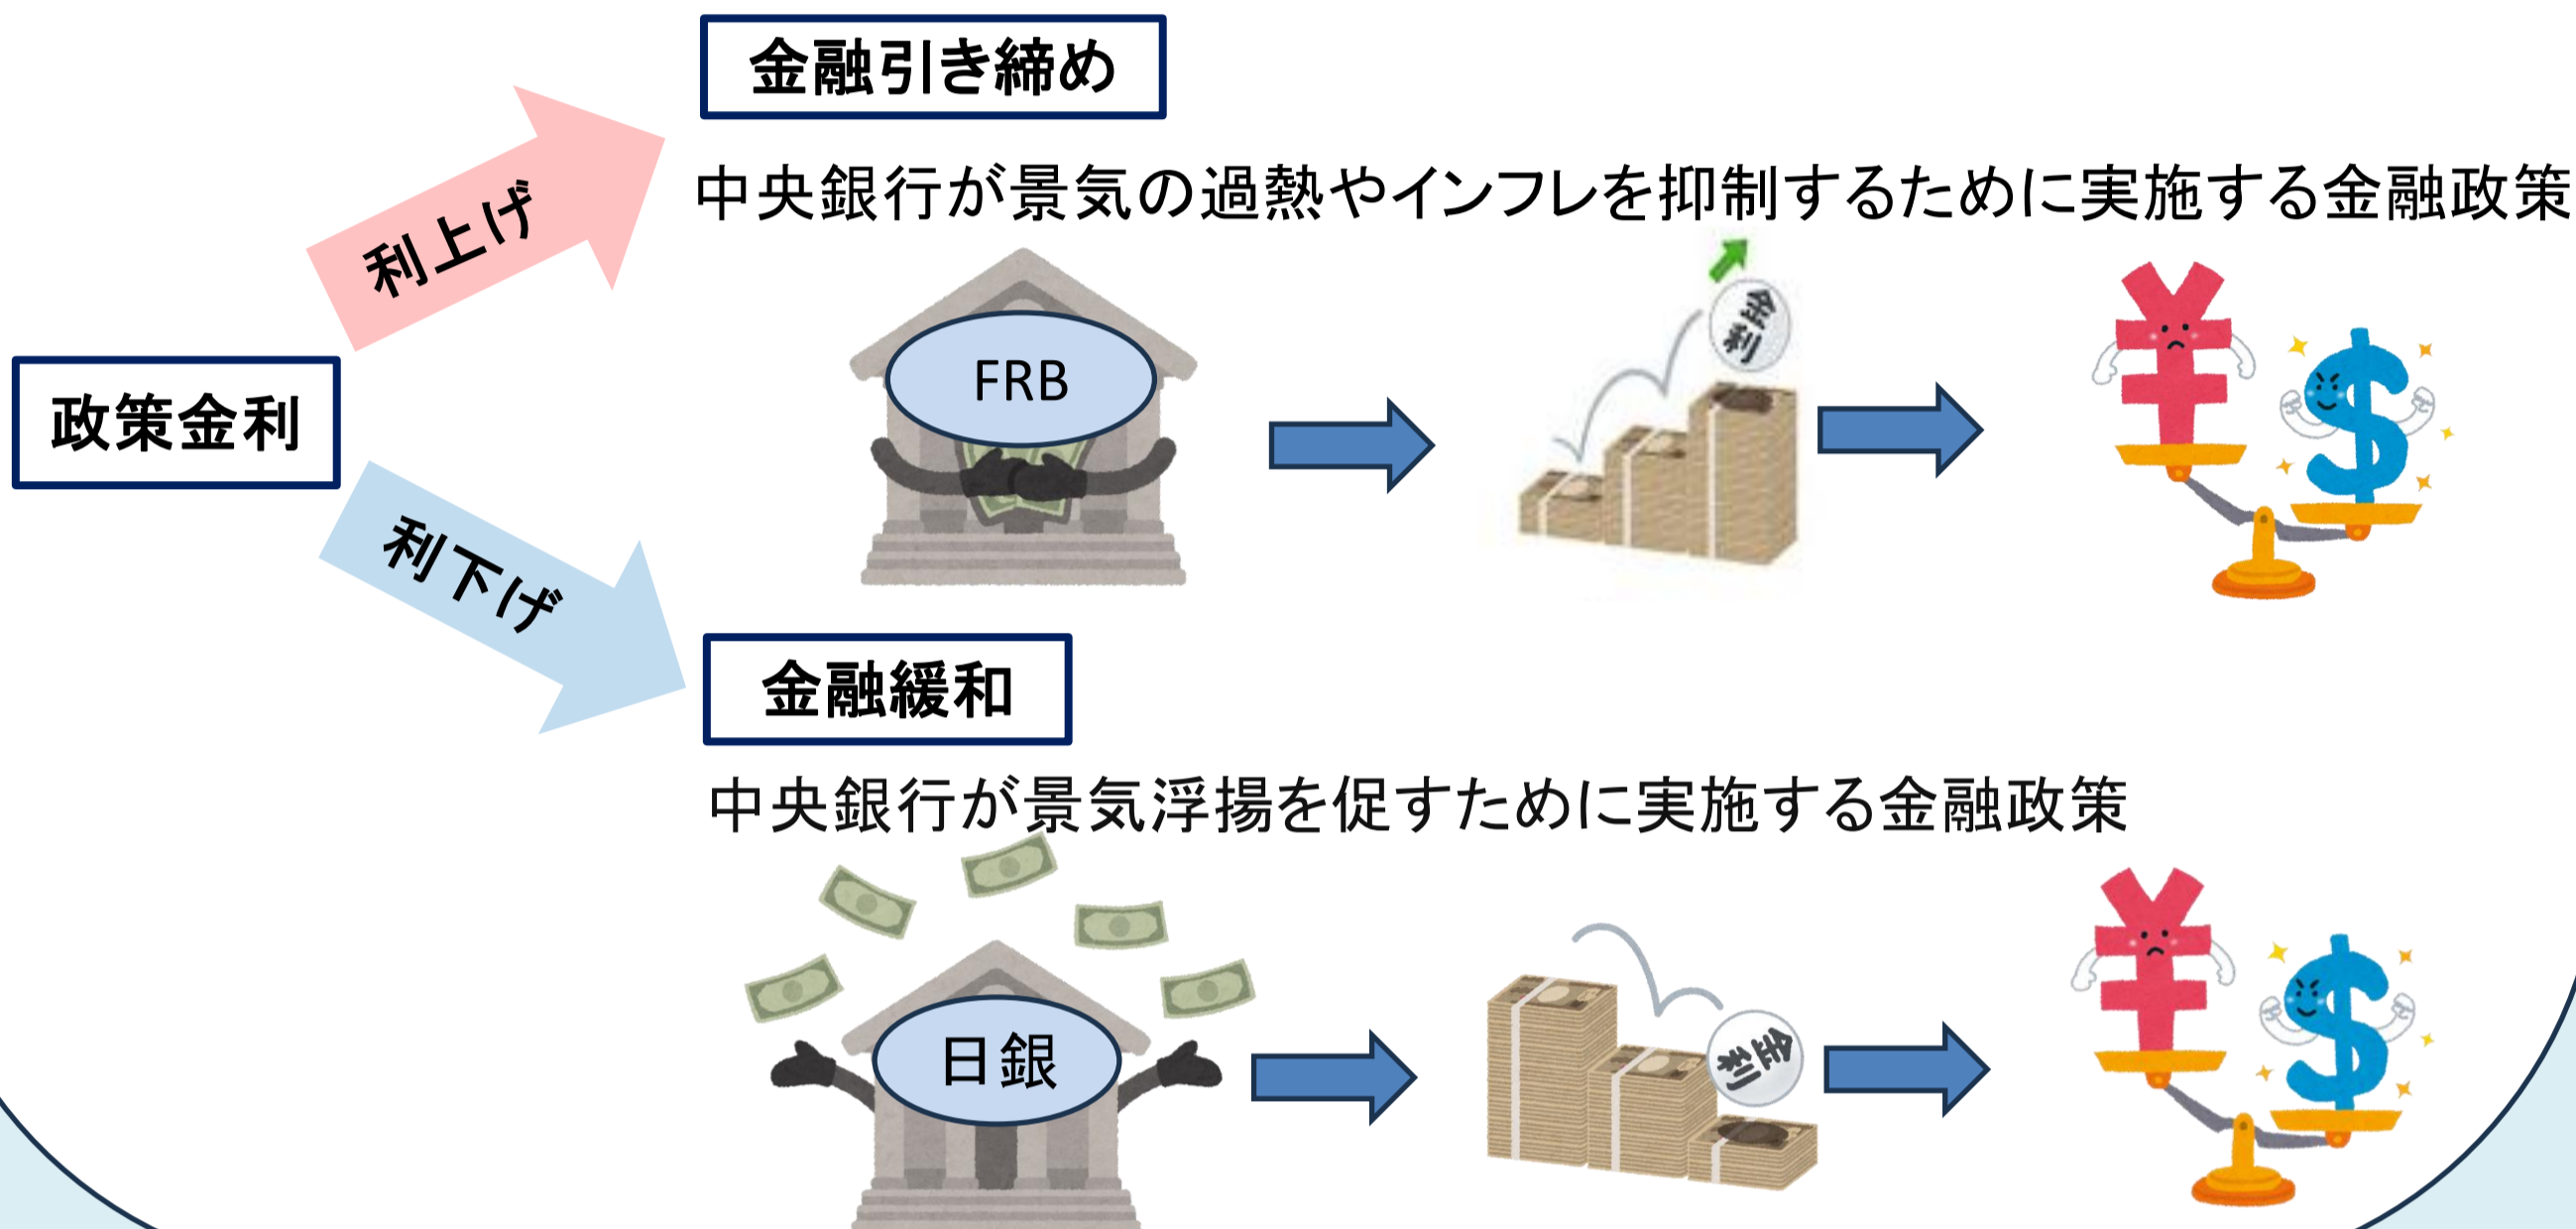 金融引き締め
中央銀行が景気の過熱やインフレを抑制するために実施する金融政策
利上げ
FRB
金利
¥
$
政策金利
利下げ
金融緩和
中央銀行が景気浮揚を促すために実施する金融政策
日銀
金利
¥
$